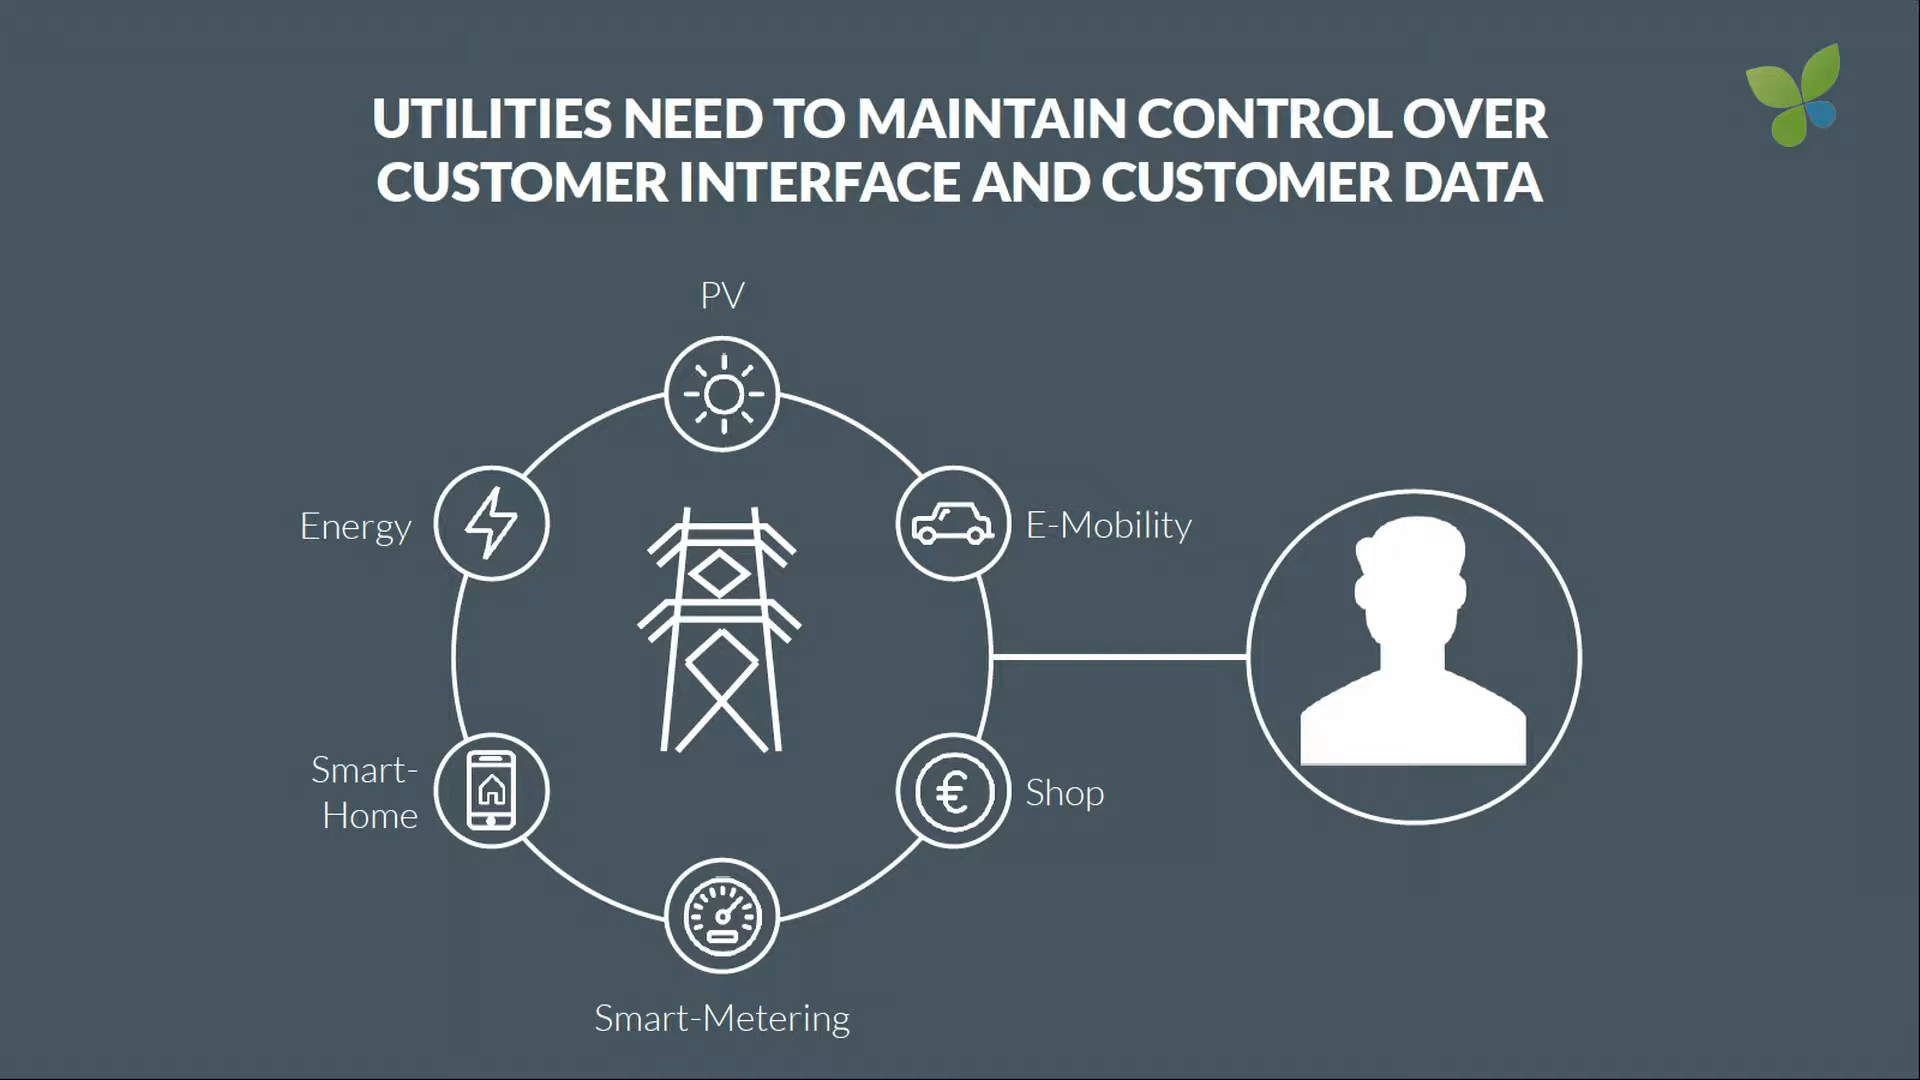 UTILITIES NEED TO MAINTAIN CONTROL OVER
CUSTOMER INTERFACE AND CUSTOMER DATA
PV
Energy
E-Mobility
Smart-
Home
€
Shop
Smart-Metering